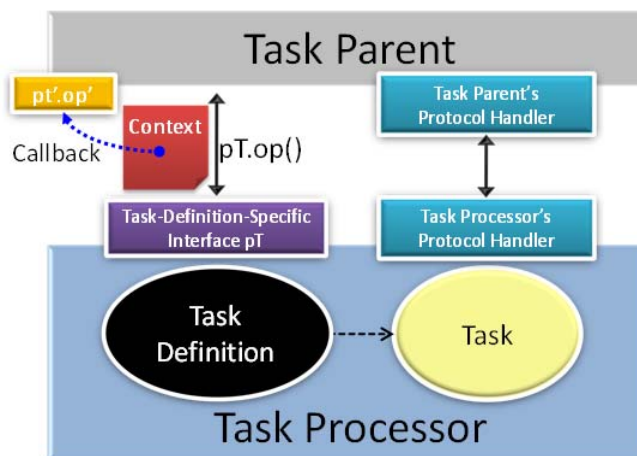 Task Parent
pt'.op'
Context
Callback
pT.op()
Task Parent's
Protocol Handler
Task-Definition-Specific
Interface pT
Task Processor's
Protocol Handler
Task
Definition
Task
Task Processor